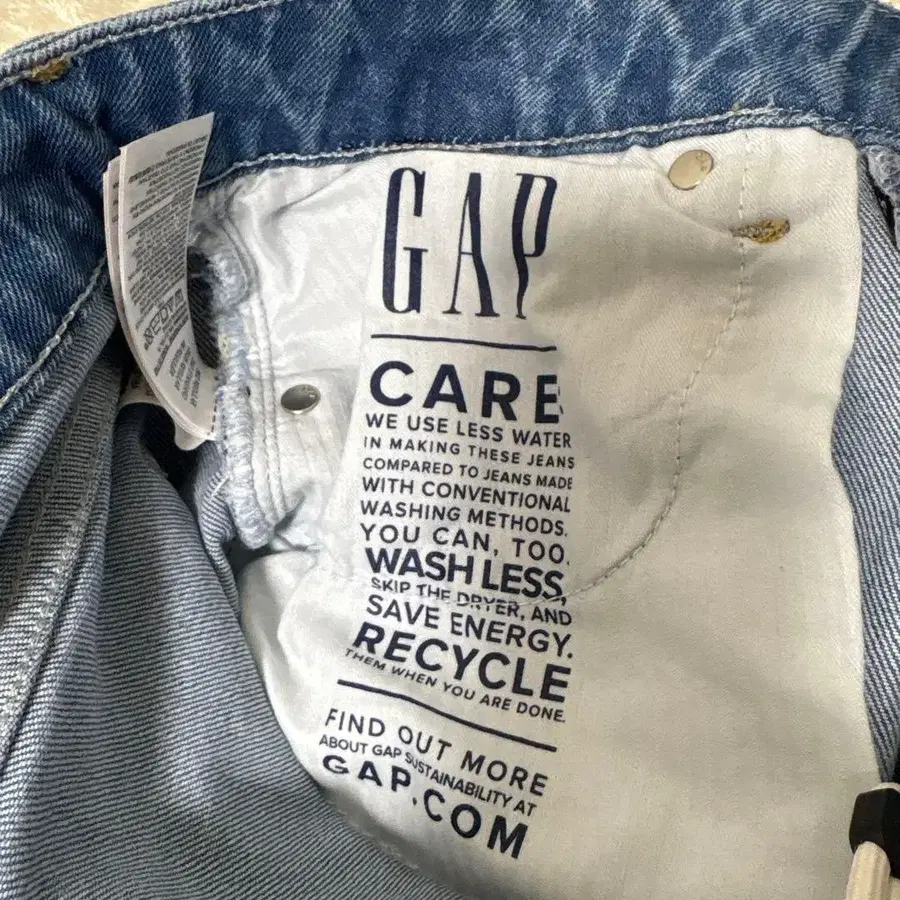 GAP
CARE
WE USE LESS WATER
IN MAKING THESE JEANS
COMPARED TO JEANS MADE
WITH CONVENTIONAL
WASHING METHODS.
YOU CAN, TOO.
WASH LESS,
SKIP THE DRYER, AND
SAVE ENERGY.
RECYCLE
THEM WHEN YOU ARE DONE.
FIND OUT MORE
ABOUT GAP SUSTAINABILITY AT
GAP.COM